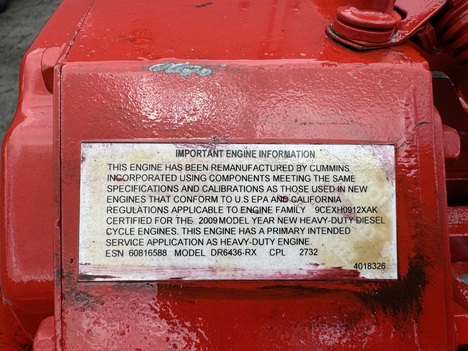 IMPORTANT ENGINE INFORMATION
THIS ENGINE HAS BEEN REMANUFACTURED BY CUMMINS
INCORPORATED USING COMPONENTS MEETING THE SAME
SPECIFICATIONS AND CALIBRATIONS AS THOSE USED IN NEW
ENGINES THAT CONFORM TO U.S EPA AND CALIFORNIA
REGULATIONS APPLICABLE TO ENGINE FAMILY 9CEXH0912XAK
CERTIFIED FOR THE 2009 MODEL YEAR NEW HEAVY-DUTY DIESEL
CYCLE ENGINES. THIS ENGINE HAS A PRIMARY INTENDED
SERVICE APPLICATION AS HEAVY-DUTY ENGINE.
ESN 60816588 MODEL DR6436-RX CPL 2732
4018326